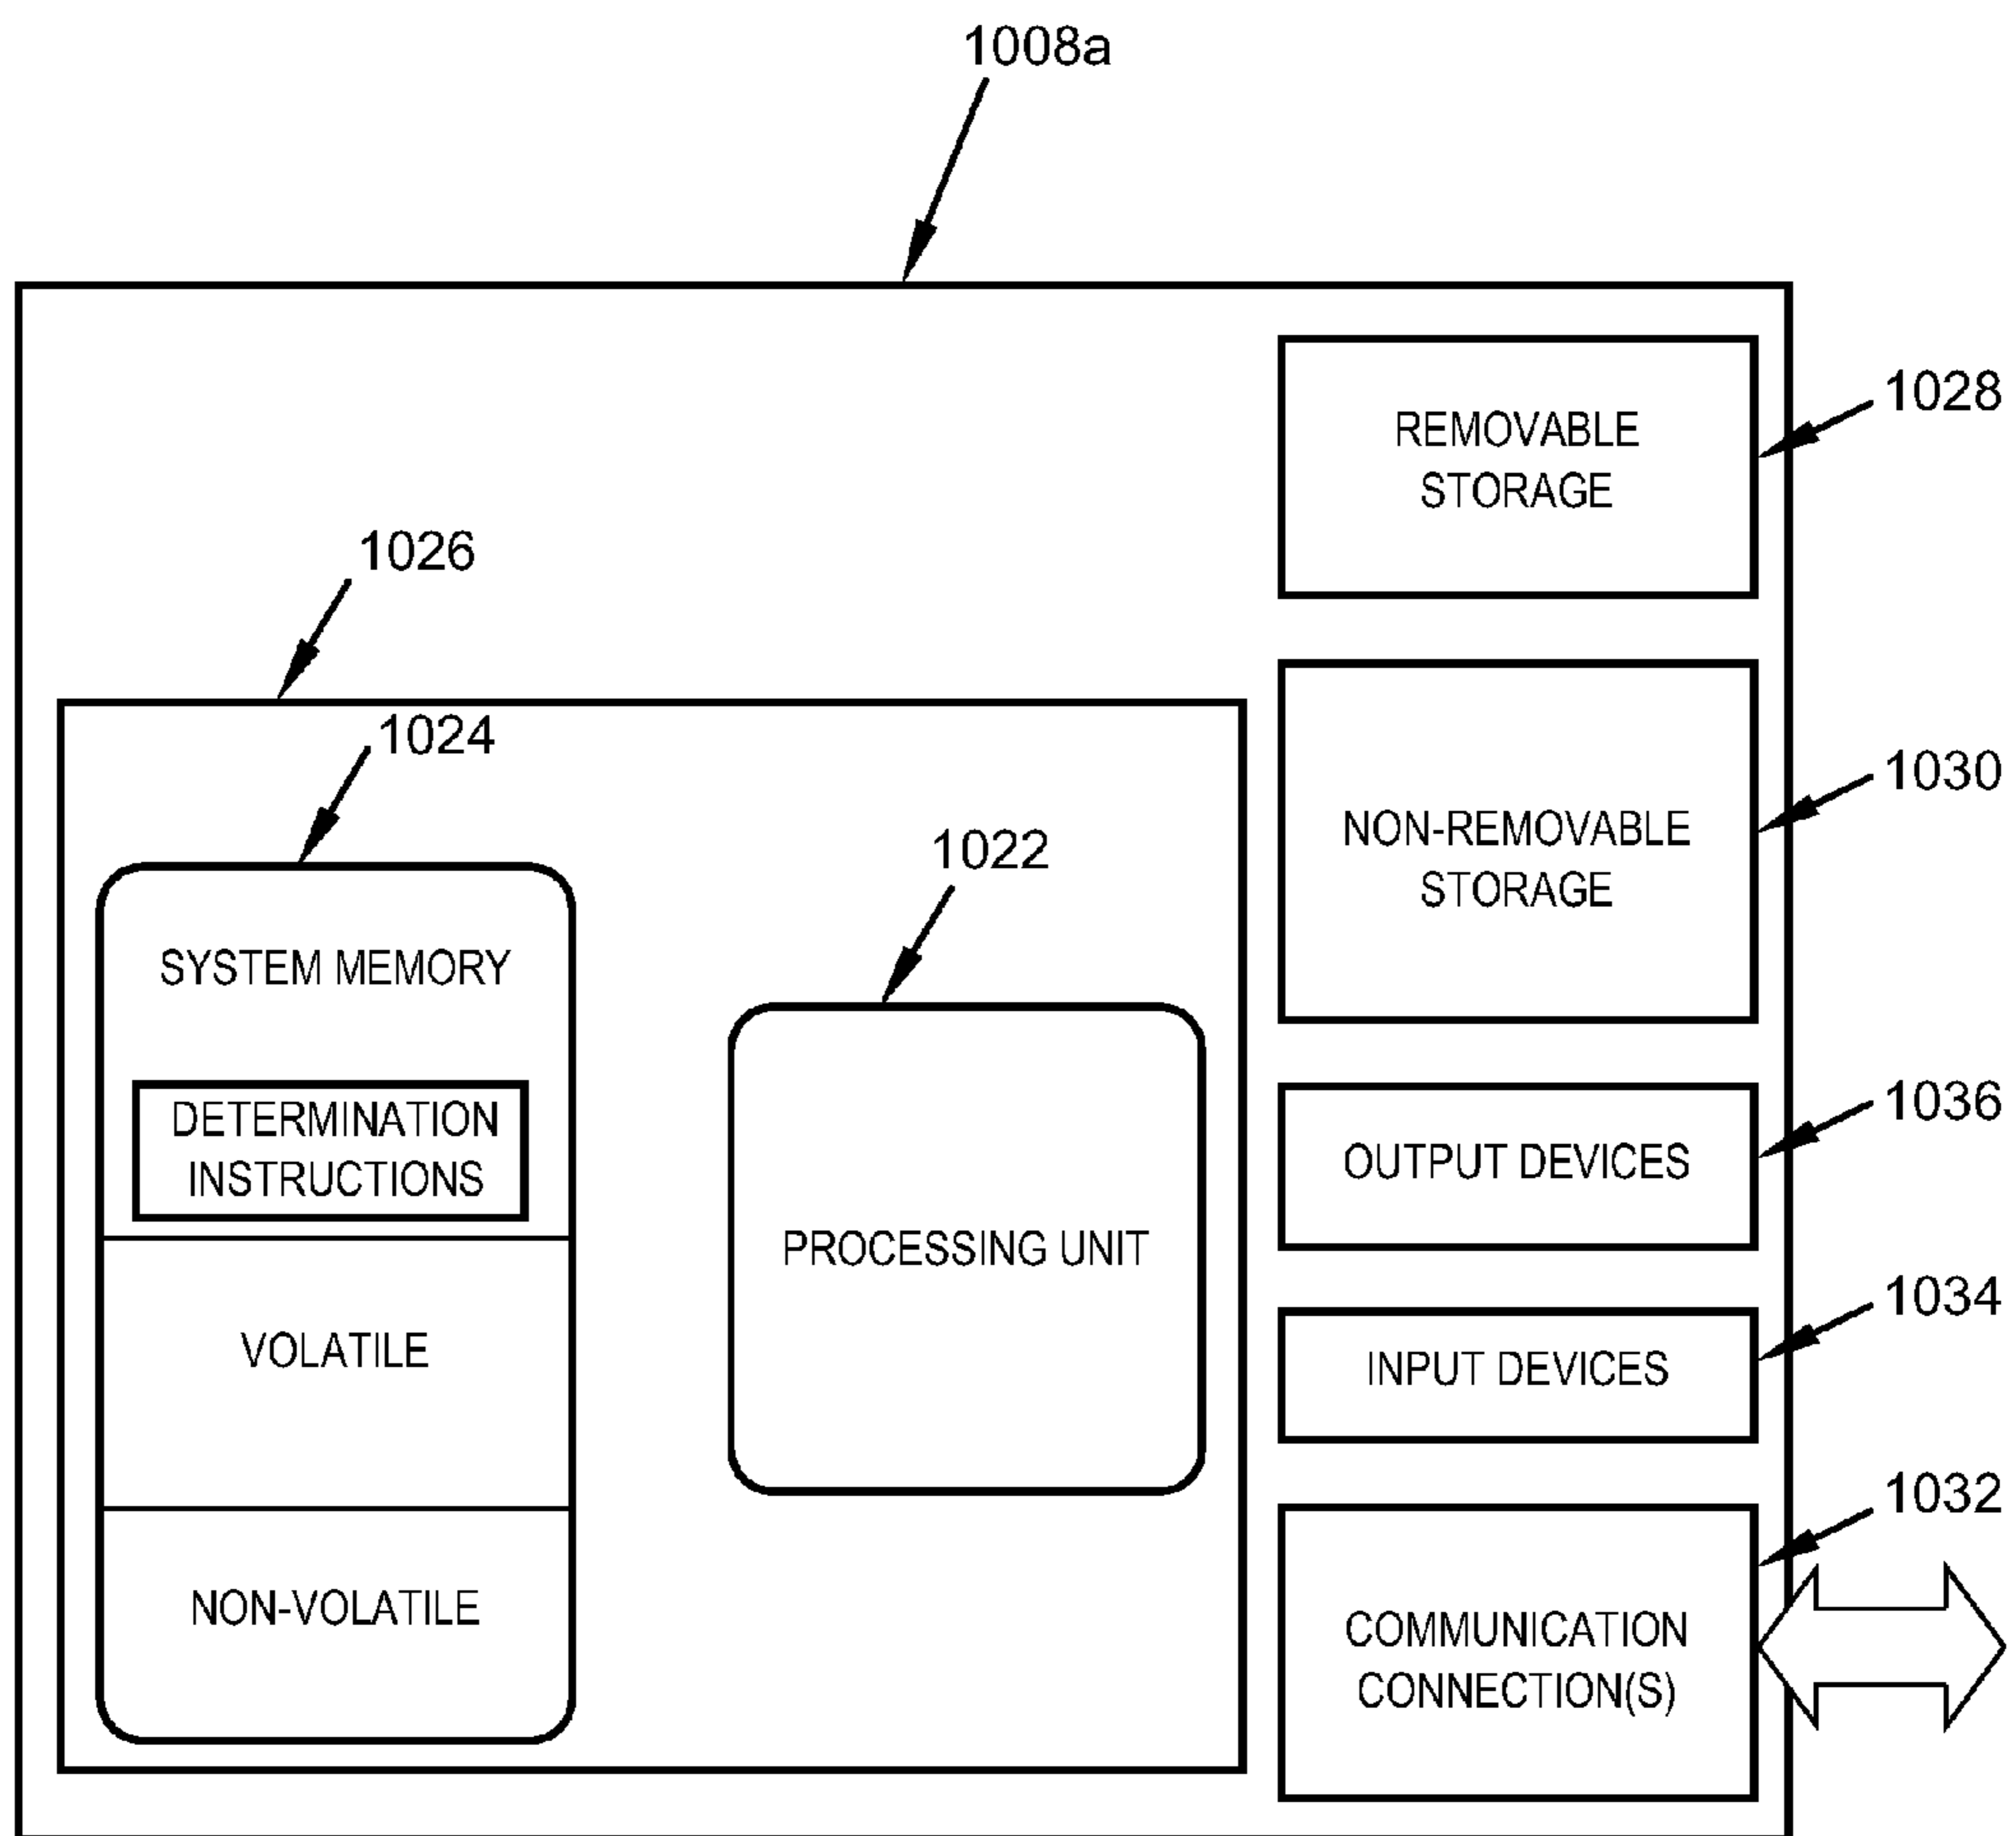 1008a
REMOVABLE
STORAGE
1028
1026
1024
NON-REMOVABLE
STORAGE
1030
1022
SYSTEM MEMORY
DETERMINATION
INSTRUCTIONS
OUTPUT DEVICES
1036
PROCESSING UNIT
VOLATILE
INPUT DEVICES
1034
NON-VOLATILE
COMMUNICATION
CONNECTION(S)
1032